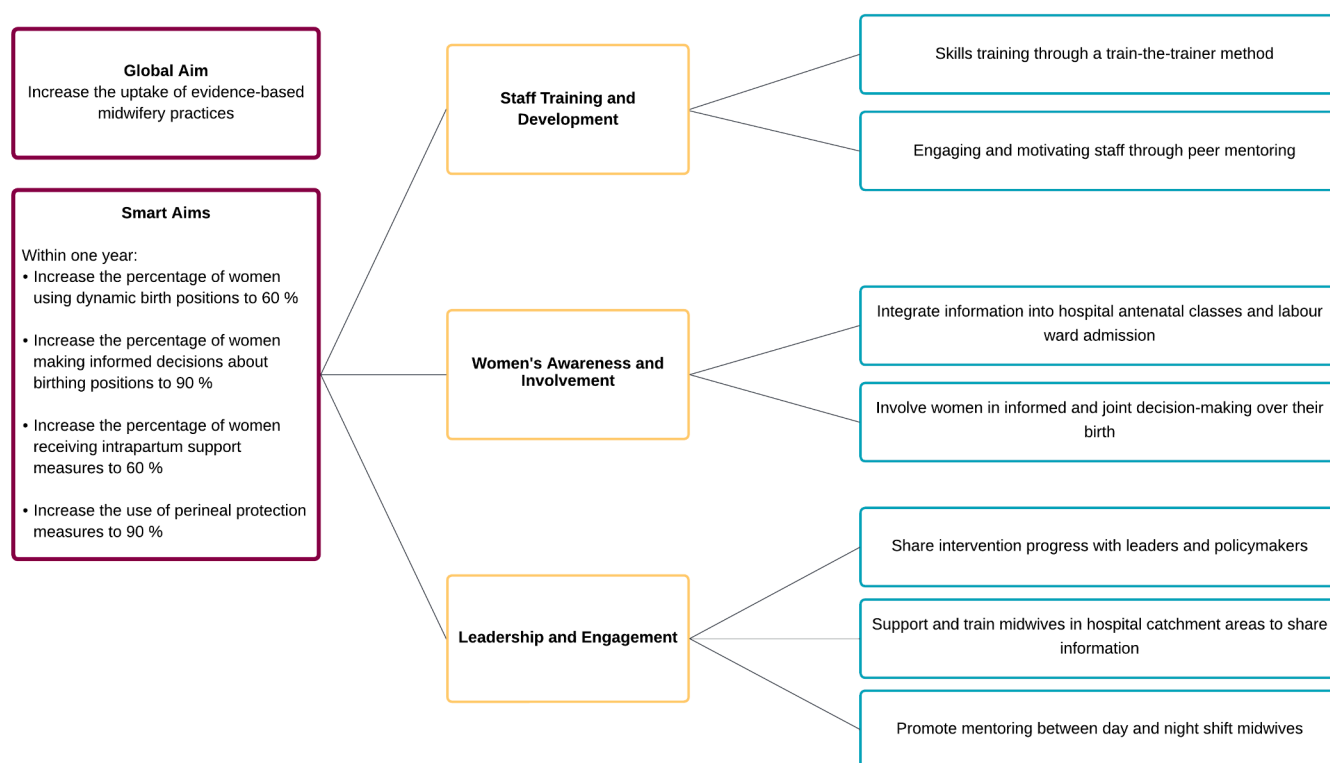 Global Aim
Increase the uptake of evidence-based
midwifery practices
Smart Aims
Within one year:
• Increase the percentage of women
using dynamic birth positions to 60 %
• Increase the percentage of women
making informed decisions about
birthing positions to 90 %
• Increase the percentage of women
receiving intrapartum support
measures to 60 %
• Increase the use of perineal protection
measures to 90 %
Staff Training and
Development
Women's Awareness and
Involvement
Leadership and Engagement
Skills training through a train-the-trainer method
Engaging and motivating staff through peer mentoring
Integrate information into hospital antenatal classes and labour
ward admission
Involve women in informed and joint decision-making over their
birth
Share intervention progress with leaders and policymakers
Support and train midwives in hospital catchment areas to share
information
Promote mentoring between day and night shift midwives